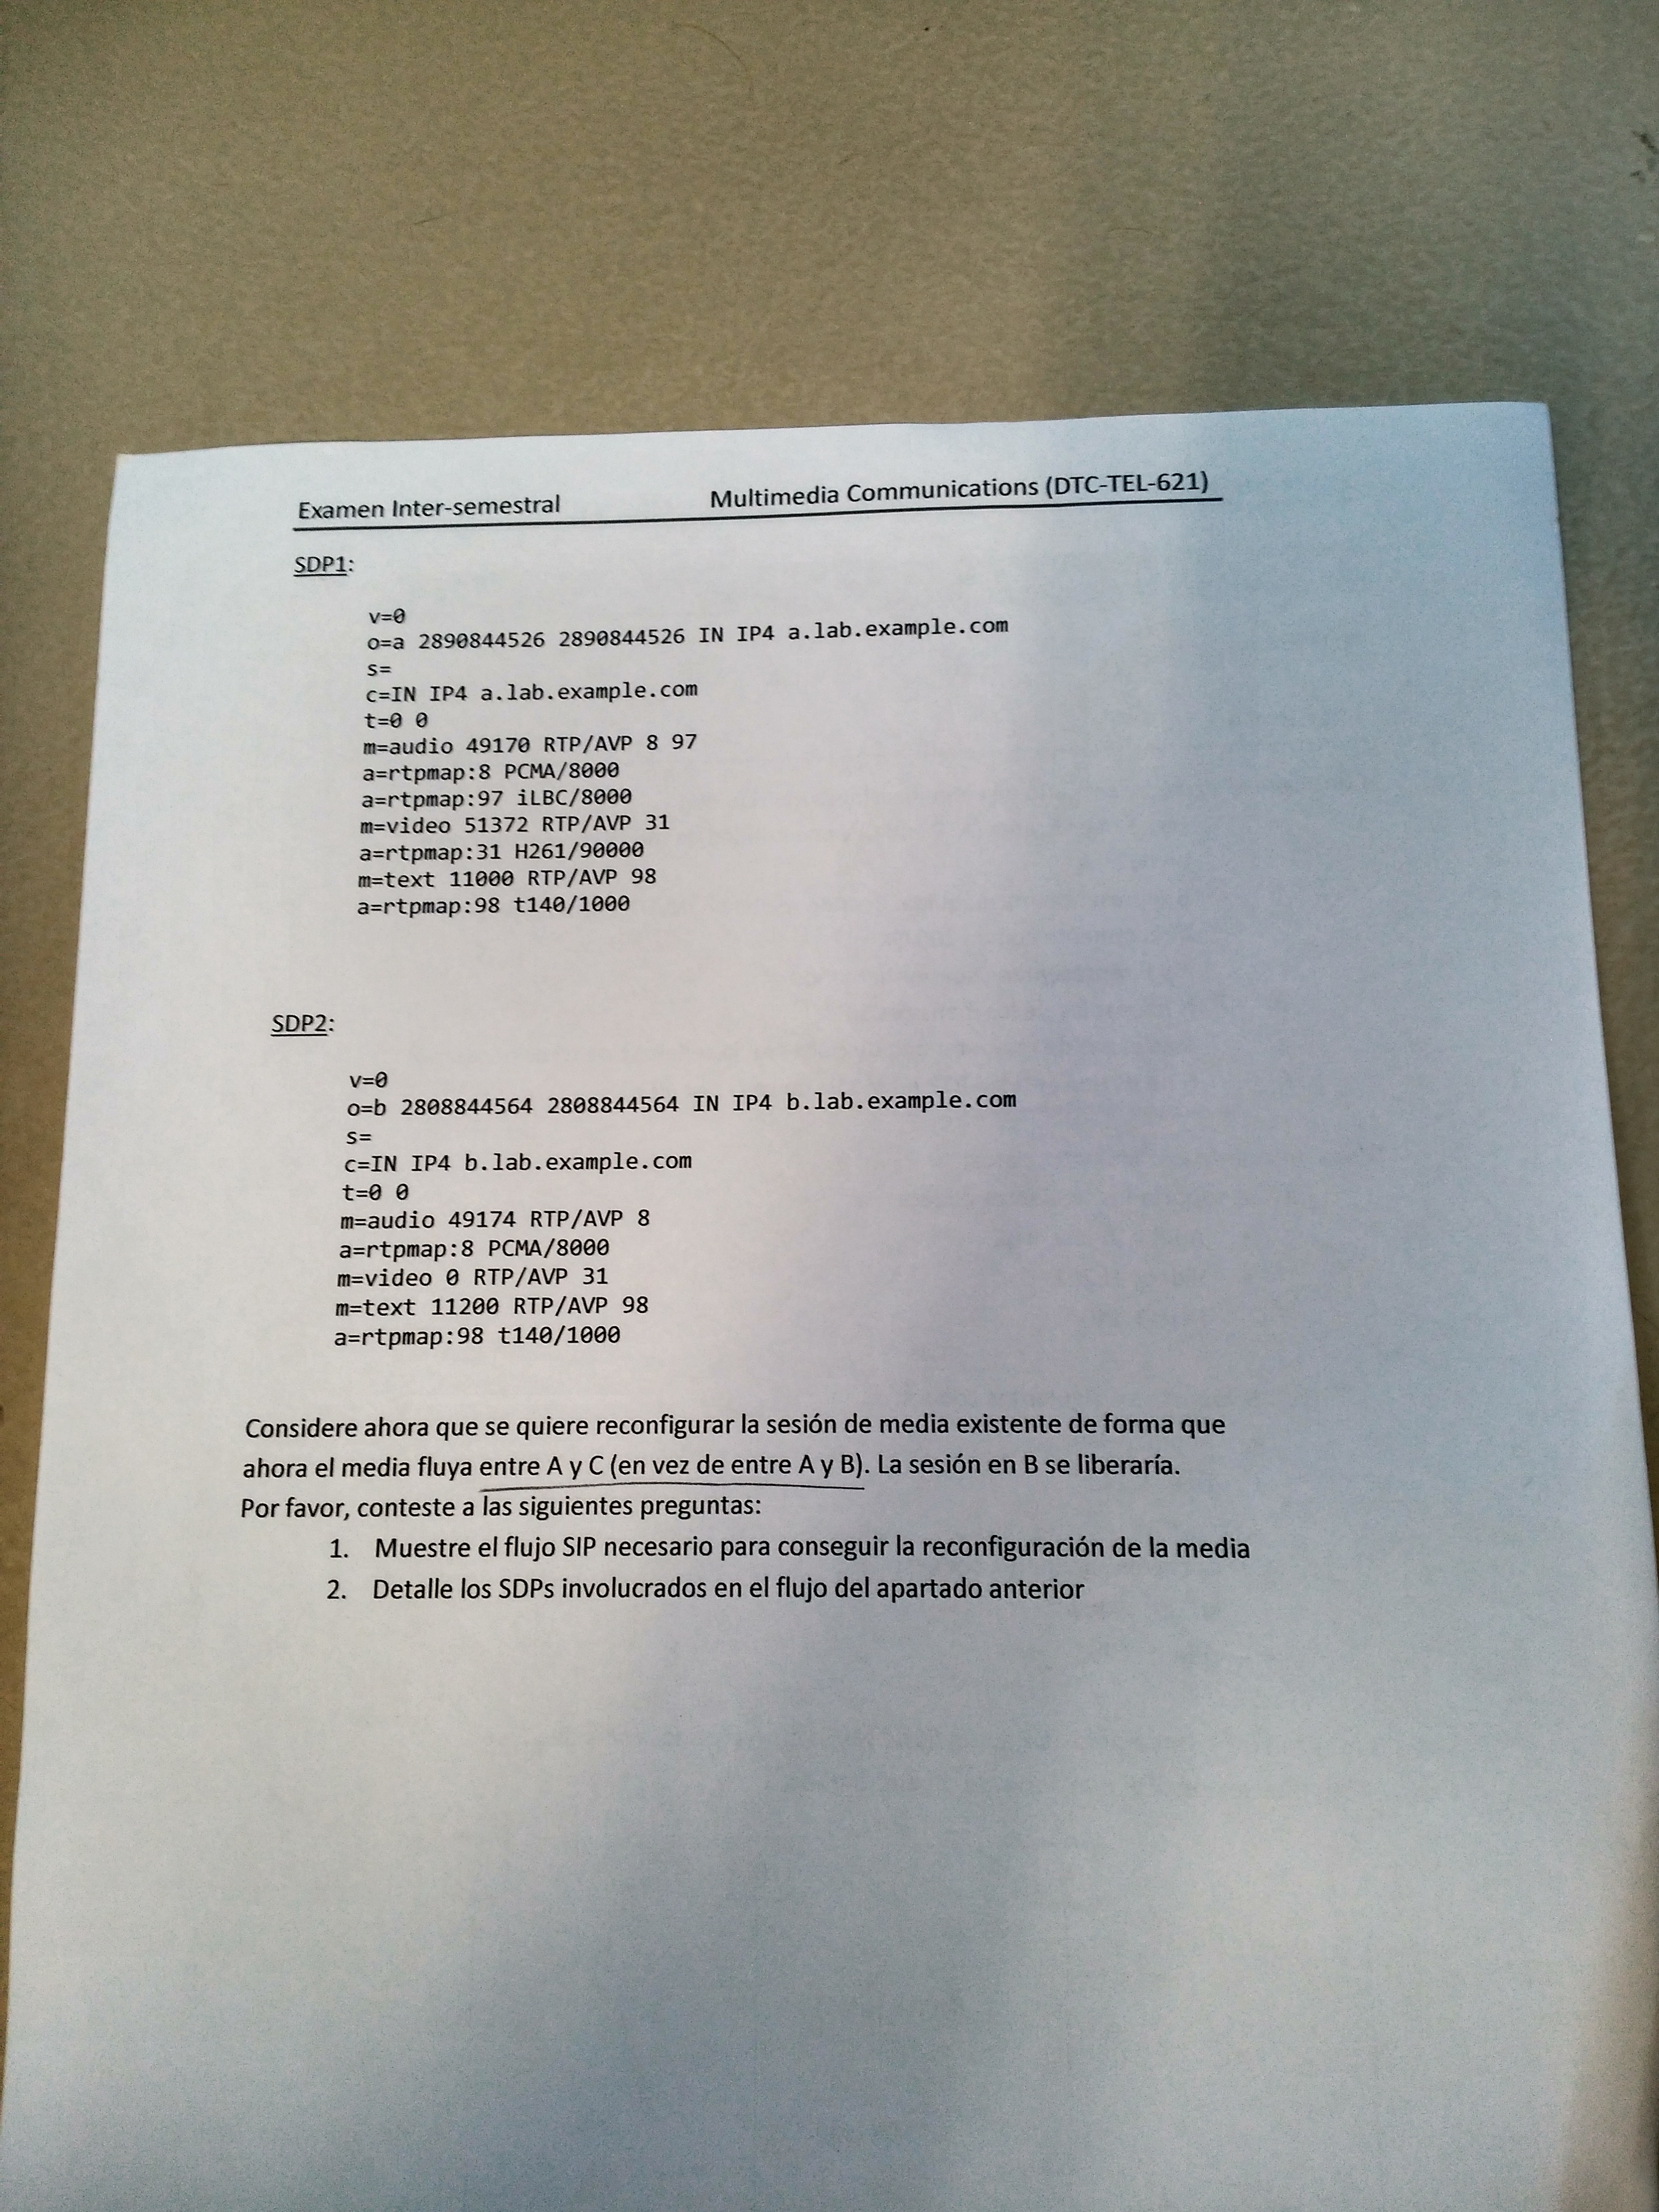 Examen Inter-semestral Multimedia Communications (DTC-TEL-621)
SDP1:
v=0
o=a 2890844526 2890844526 IN IP4 a.lab.example.com
s=
c=IN IP4 a.lab.example.com
t=0 0
m=audio 49170 RTP/AVP 8 97
a=rtpmap:8 PCMA/8000
a=rtpmap:97 iLBC/8000
m=video 51372 RTP/AVP 31
a=rtpmap:31 H261/90000
m=text 11000 RTP/AVP 98
a=rtpmap:98 t140/1000
SDP2:
v=0
o=b 2808844564 2808844564 IN IP4 b.lab.example.com
s=
c=IN IP4 b.lab.example.com
t=0 0
m=audio 49174 RTP/AVP 8
a=rtpmap:8 PCMA/8000
m=video 0 RTP/AVP 31
m=text 11200 RTP/AVP 98
a=rtpmap:98 t140/1000
Considere ahora que se quiere reconfigurar la sesión de media existente de forma que
ahora el media fluya entre A y C (en vez de entre A y B). La sesión en B se liberaría.
Por favor, conteste a las siguientes preguntas:
1. Muestre el flujo SIP necesario para conseguir la reconfiguración de la media
2. Detalle los SDPs involucrados en el flujo del apartado anterior